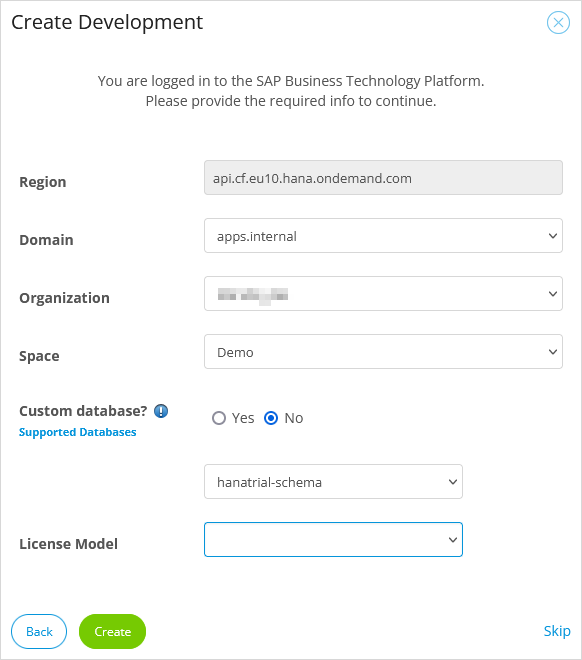 Create Development
You are logged in to the SAP Business Technology Platform.
Please provide the required info to continue.
Region
api.cf.eu10.hana.ondemand.com
Domain
apps.internal
Organization
Space
Demo
Custom database?
Yes
No
Supported Databases
hanatrial-schema
License Model
Back
Create
Skip